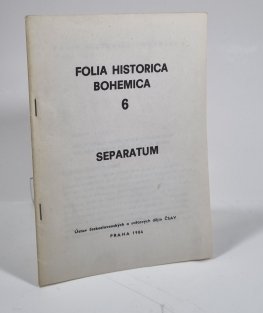 FOLIA HISTORICA
BOHEMICA
6
SEPARATUM
Ústav československých a světových dějin ČSAV
PRAHA 1984